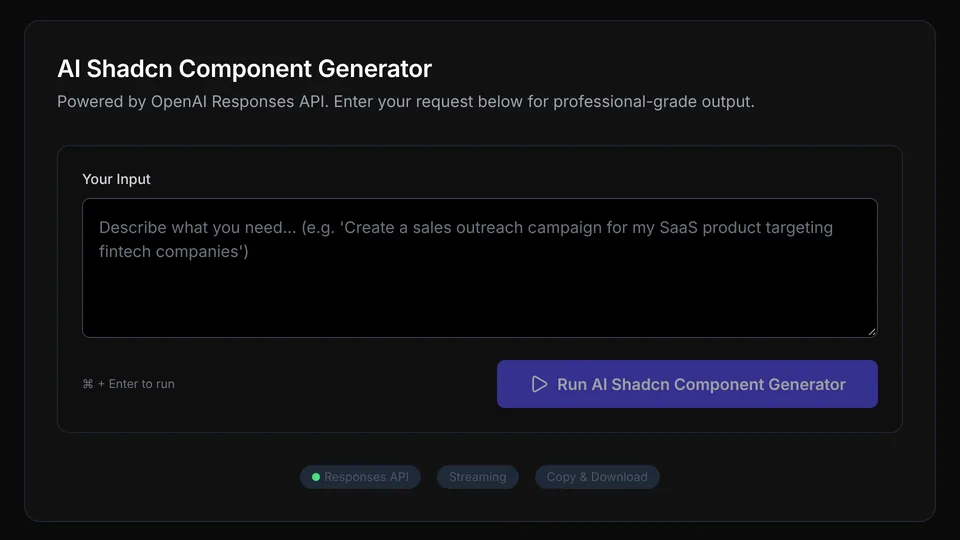 AI Shadcn Component Generator
Powered by OpenAI Responses API. Enter your request below for professional-grade output.
Your Input
Describe what you need... (e.g. 'Create a sales outreach campaign for my SaaS product targeting
fintech companies')
⌘ + Enter to run
Run AI Shadcn Component Generator
Responses API
Streaming
Copy & Download